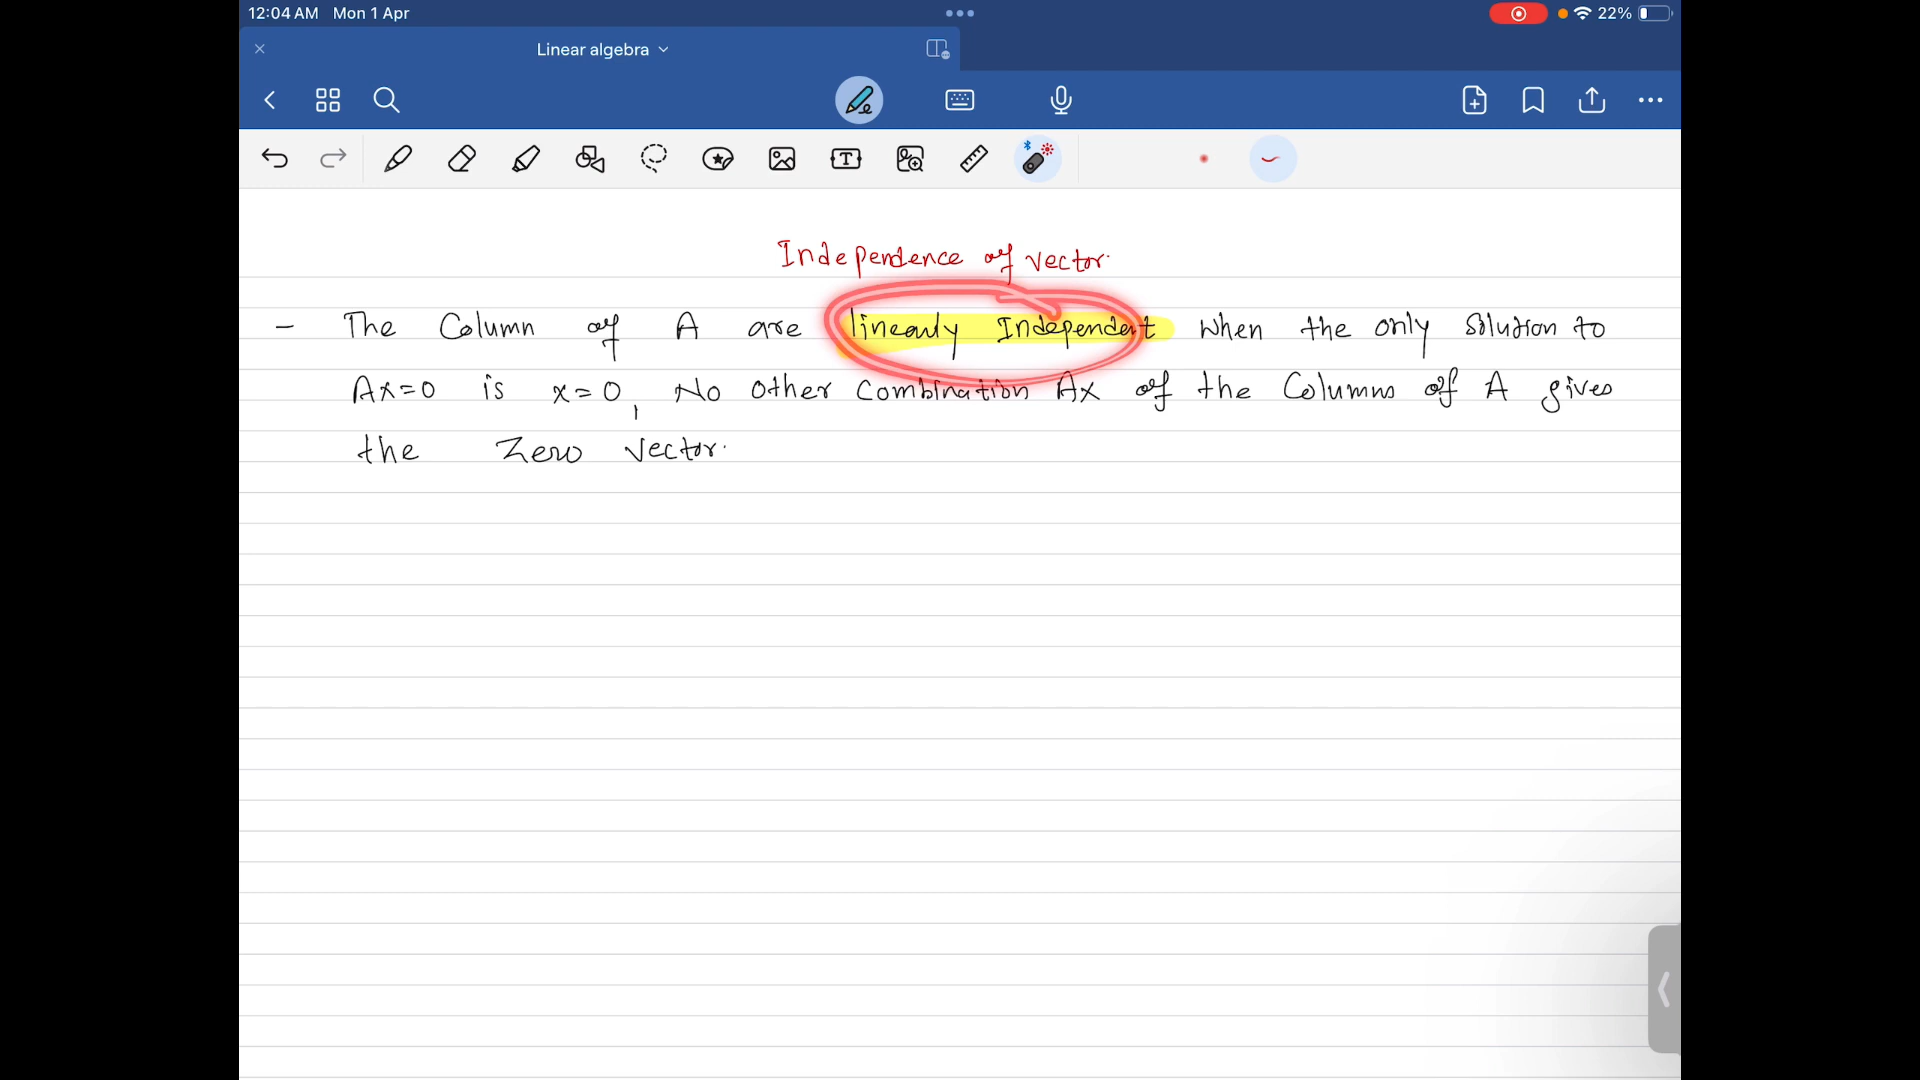 12:04 AM Mon 1 Apr
22%
Linear algebra
Independence of vector.
- The Column of A are linearly Independent when the only Solution to
Ax=0 is x=0, No other Combination Ax of the Columns of A gives
the Zero vector.